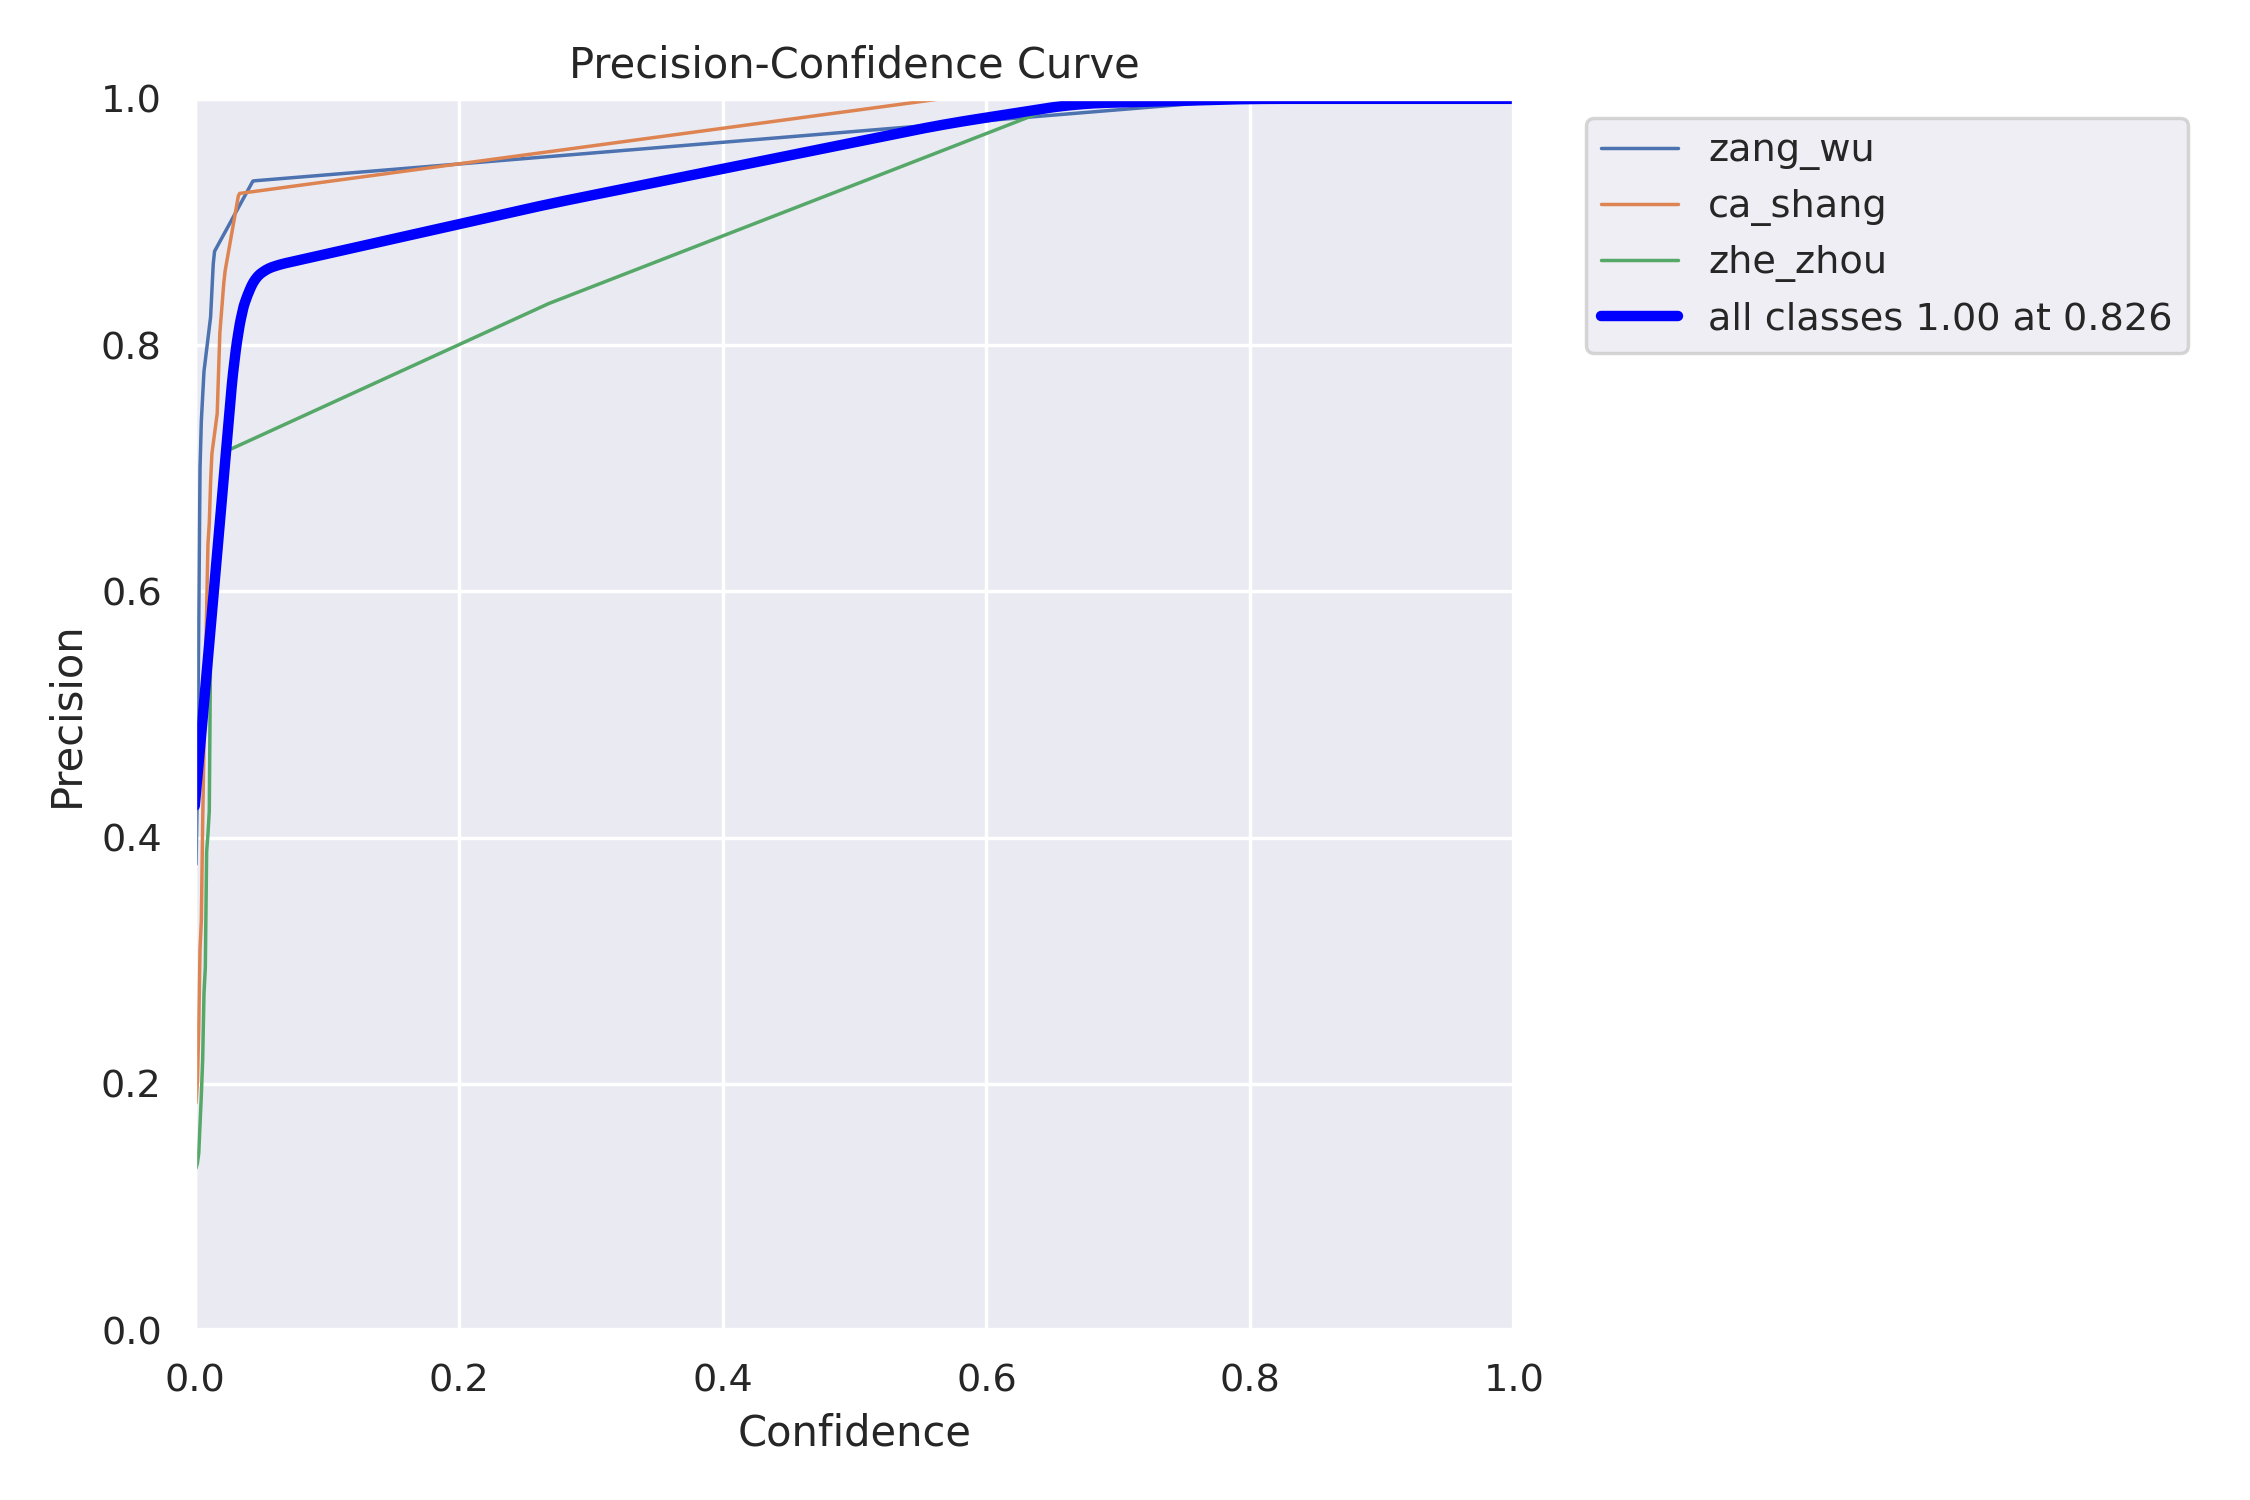 Precision-Confidence Curve
1.0
0.8
0.6
0.4
0.2
0.0
Precision
0.0 0.2 0.4 0.6 0.8 1.0
Confidence
zang_wu
ca_shang
zhe_zhou
all classes 1.00 at 0.826